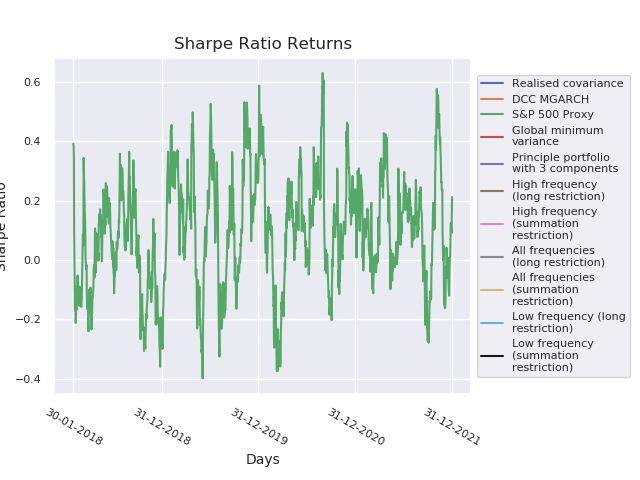 Sharpe Ratio Returns
0.6
0.4
0.2
0.0
−0.2
−0.4
Sharpe Ratio
30-01-2018
31-12-2018
31-12-2019
31-12-2020
31-12-2021
Days
Realised covariance
DCC MGARCH
S&P 500 Proxy
Global minimum
variance
Principle portfolio
with 3 components
High frequency
(long restriction)
High frequency
(summation
restriction)
All frequencies
(long restriction)
All frequencies
(summation
restriction)
Low frequency (long
restriction)
Low frequency
(summation
restriction)